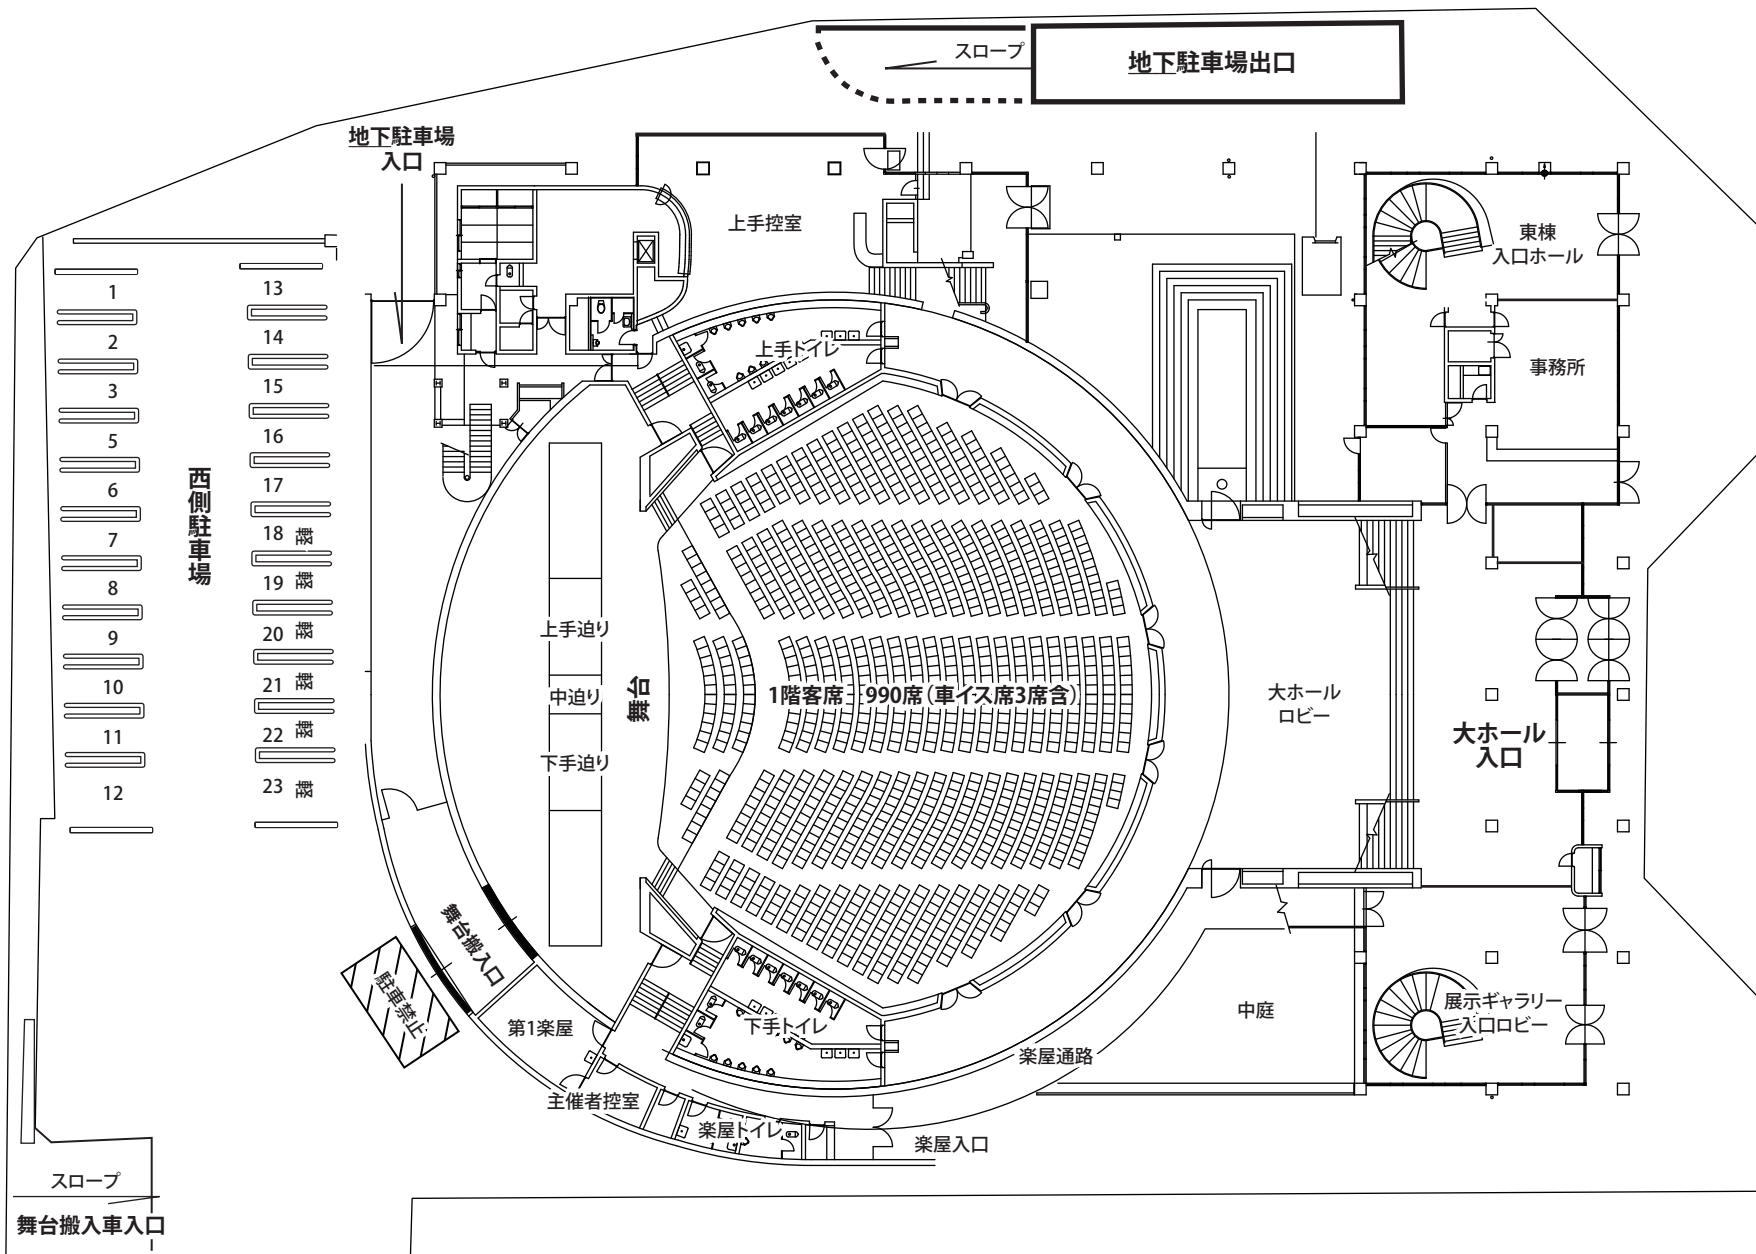 スロープ
地下駐車場出口
地下駐車場
入口
上手控室
東棟
入口ホール
事務所
上手トイレ
西側駐車場
1
2
3
5
6
7
8
9
10
11
12
13
14
15
16
17
18 軽
19 軽
20 軽
21 軽
22 軽
23 軽
上手迫り
中迫り
下手迫り
舞台
1階客席 990席(車イス席3席含)
大ホール
ロビー
大ホール
入口
舞台搬入口
駐車禁止
第1楽屋
主催者控室
下手トイレ
楽屋トイレ
楽屋通路
楽屋入口
中庭
展示ギャラリー
入口ロビー
スロープ
舞台搬入車入口